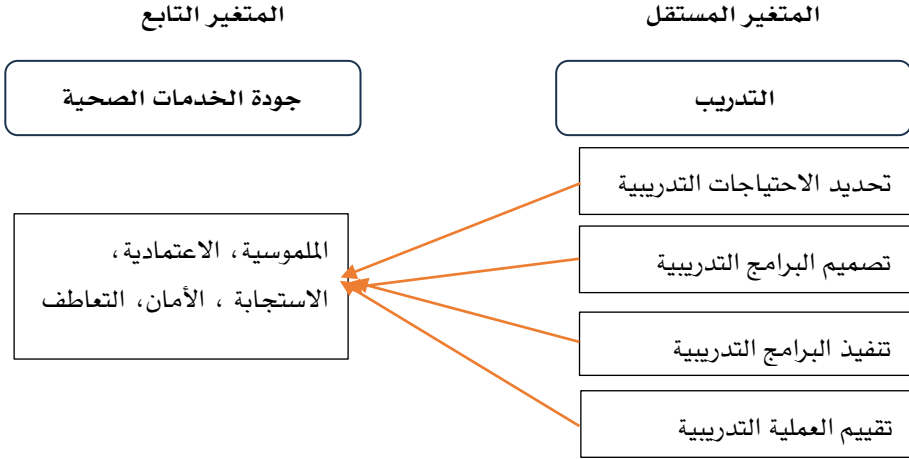 المتغير المستقل
المتغير التابع
التدريب
جودة الخدمات الصحية
تحديد الاحتياجات التدريبية
تصميم البرامج التدريبية
تنفيذ البرامج التدريبية
تقييم العملية التدريبية
الملموسية، الاعتمادية،
الاستجابة ، الأمان، التعاطف